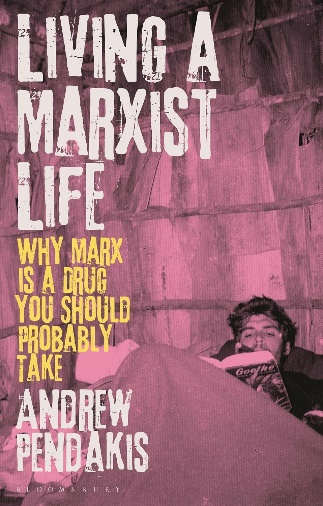 LIVING A
MARXIST
LIFE
WHY MARX
IS A DRUG
YOU SHOULD
PROBABLY
TAKE
ANDREW
PENDAKIS
Goethe
BLOOMSBURY